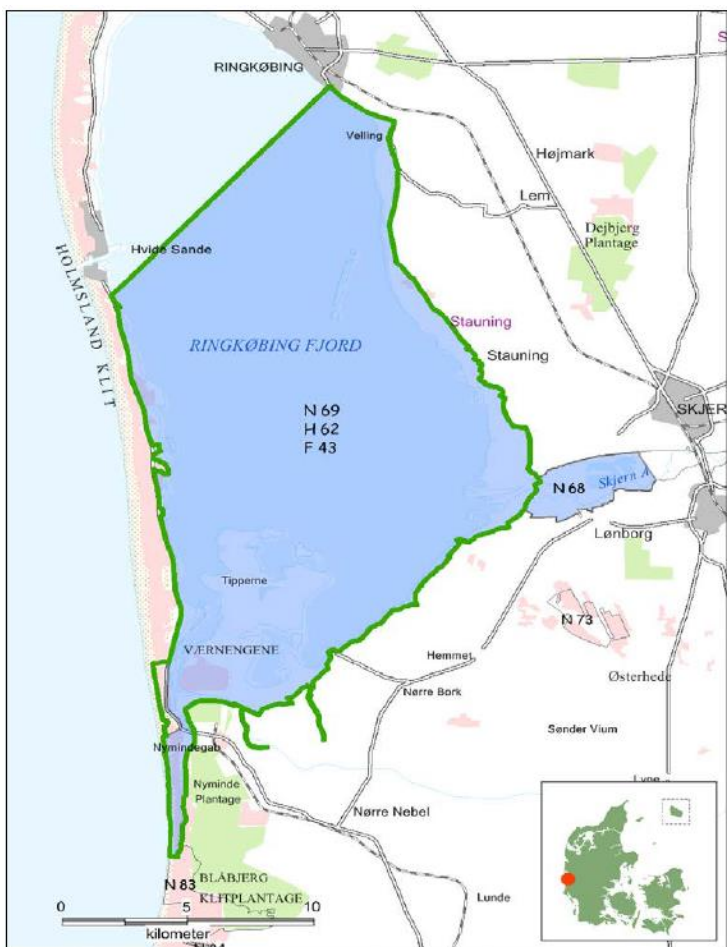 RINGKØBING
Velling
Højmark
Lem
Dejbjerg
Plantage
Hvide Sande
HOLMSLAND KLIT
RINGKØBING FJORD
Stauning
Stauning
N 69
H 62
F 43
SKJER
N 68
Skjern Å
Lønborg
Tipperne
N 73
VÆRNENGENE
Hemmet
Østerhede
Nørre Bork
Sønder Vium
Nymindegab
Lyne
Nyminde
Plantage
Nørre Nebel
N 83
BLÅBJERG
KLITPLANTAGE
Lunde
0 5 10
kilometer